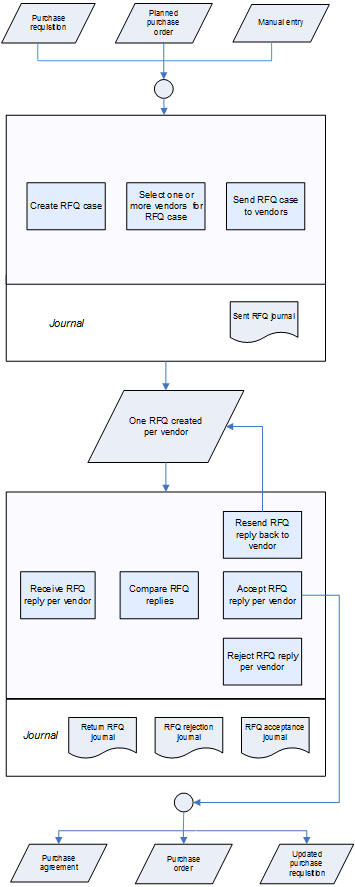 Purchase
requisition
Planned
purchase
order
Manual entry
Create RFQ case
Select one or
more vendors for
RFQ case
Send RFQ case
to vendors
Journal
Sent RFQ journal
One RFQ created
per vendor
Resend RFQ
reply back to
vendor
Receive RFQ
reply per vendor
Compare RFQ
replies
Accept RFQ
reply per vendor
Reject RFQ reply
per vendor
Journal
Return RFQ
journal
RFQ rejection
journal
RFQ acceptance
journal
Purchase
agreement
Purchase
order
Updated
purchase
requisition